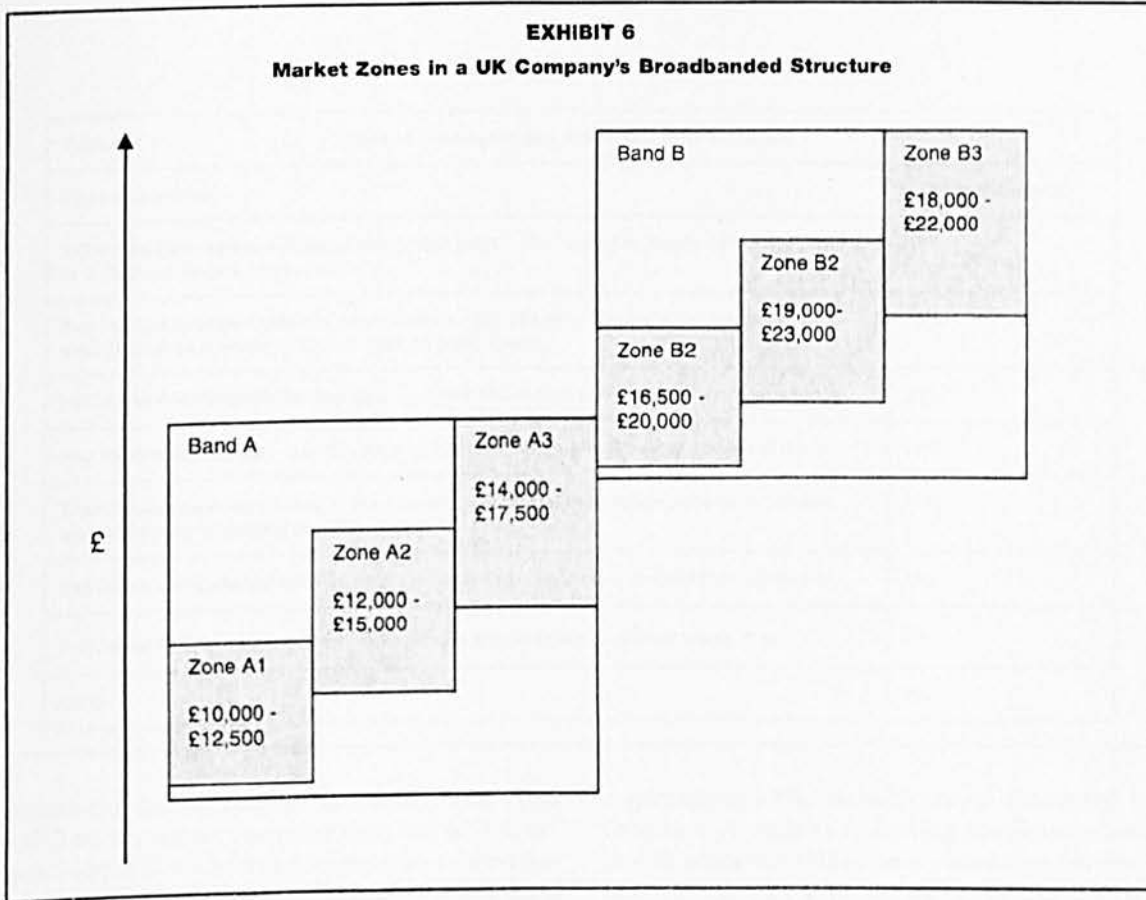 EXHIBIT 6
Market Zones in a UK Company's Broadbanded Structure
£
Band A
Zone A1
£10,000 -
£12,500
Zone A2
£12,000 -
£15,000
Zone A3
£14,000 -
£17,500
Band B
Zone B2
£16,500 -
£20,000
Zone B2
£19,000-
£23,000
Zone B3
£18,000 -
£22,000